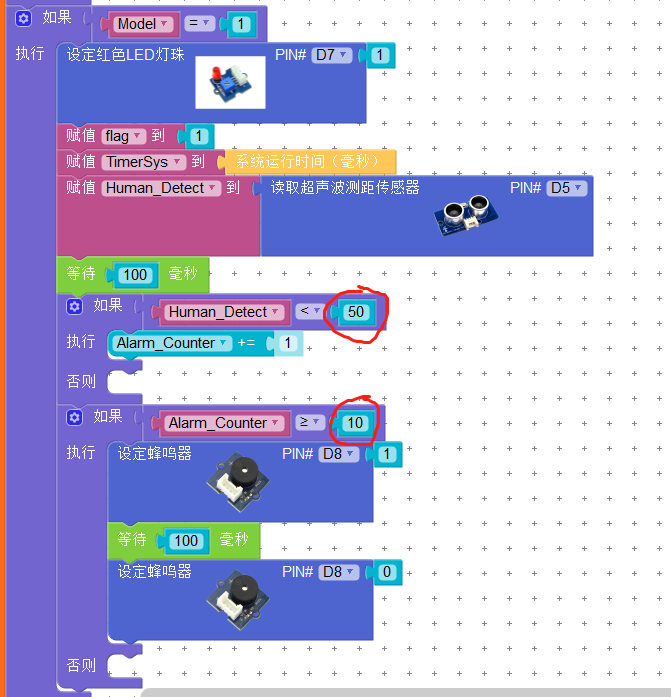 如果 Model = 1
执行 设定红色LED灯珠 PIN# D7 1
赋值 flag 到 1
赋值 TimerSys 到 系统运行时间（毫秒）
赋值 Human_Detect 到 读取超声波测距传感器 PIN# D5
等待 100 毫秒
如果 Human_Detect < 50
执行 Alarm_Counter += 1
否则
如果 Alarm_Counter ≥ 10
执行 设定蜂鸣器 PIN# D8 1
等待 100 毫秒
设定蜂鸣器 PIN# D8 0
否则